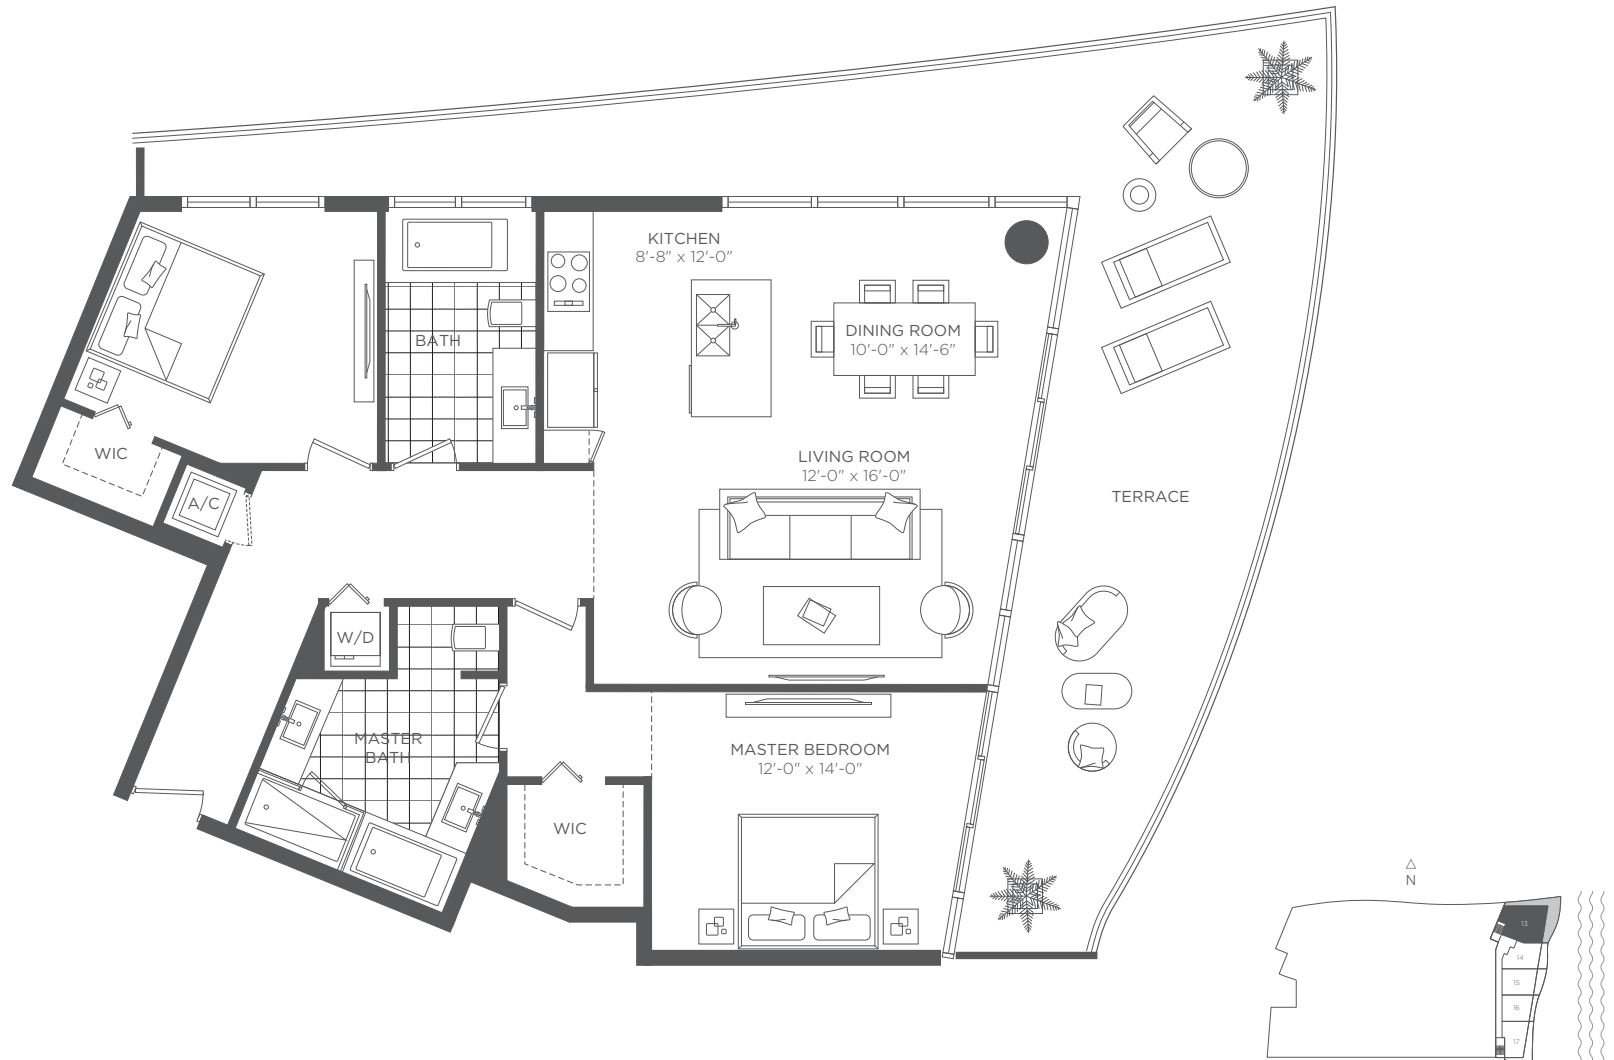 KITCHEN
8'-8" x 12'-0"
BATH
DINING ROOM
10'-0" x 14'-6"
WIC
LIVING ROOM
12'-0" x 16'-0"
A/C
TERRACE
W/D
MASTER
BATH
MASTER BEDROOM
12'-0" x 14'-0"
WIC
N
13
14
15
16
17